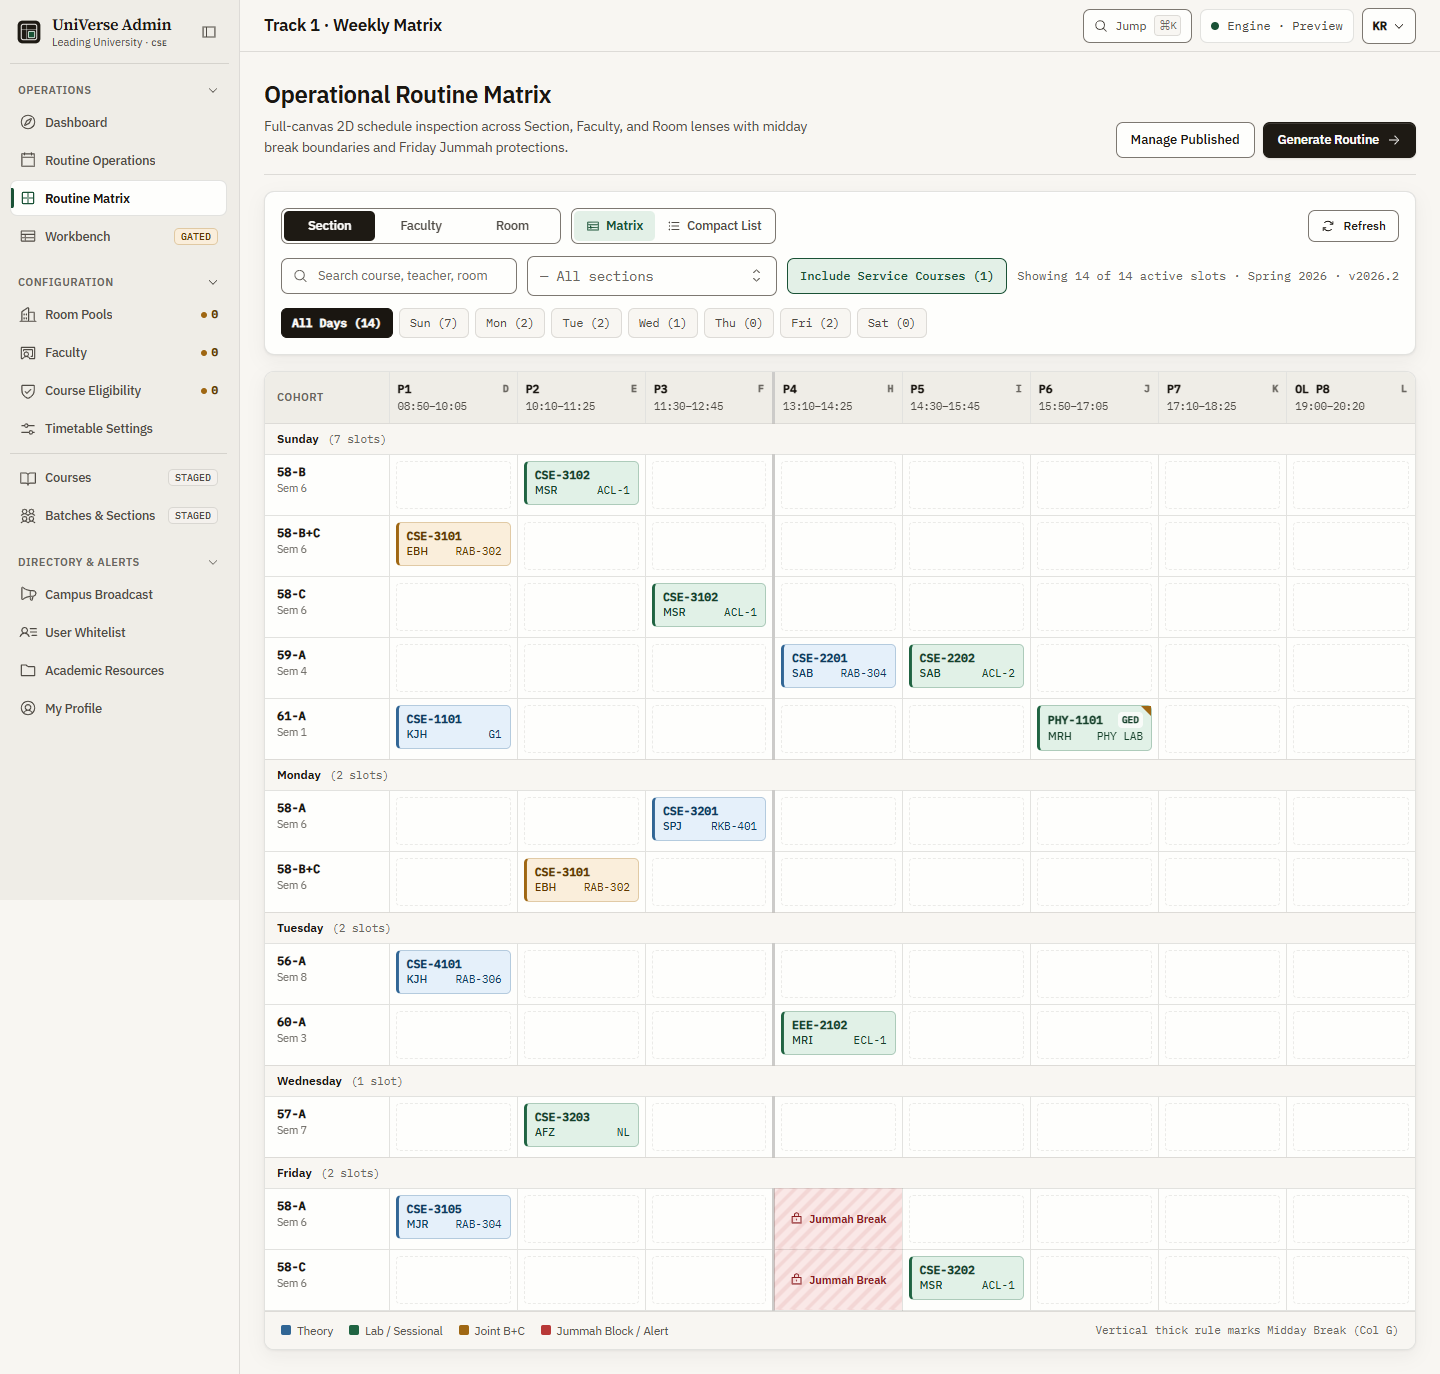 UniVerse Admin
Leading University · CSE
OPERATIONS
Dashboard
Routine Operations
Routine Matrix
Workbench GATED
CONFIGURATION
Room Pools 0
Faculty 0
Course Eligibility 0
Timetable Settings
Courses STAGED
Batches & Sections STAGED
DIRECTORY & ALERTS
Campus Broadcast
User Whitelist
Academic Resources
My Profile
Track 1 · Weekly Matrix
Jump ⌘K
Engine · Preview
KR
Operational Routine Matrix
Full-canvas 2D schedule inspection across Section, Faculty, and Room lenses with midday
break boundaries and Friday Jummah protections.
Manage Published
Generate Routine →
Section Faculty Room
Matrix Compact List
Refresh
Search course, teacher, room
— All sections
Include Service Courses (1)
Showing 14 of 14 active slots · Spring 2026 · v2026.2
All Days (14) Sun (7) Mon (2) Tue (2) Wed (1) Thu (0) Fri (2) Sat (0)
COHORT
P1 D P2 E P3 F P4 H P5 I P6 J P7 K OL P8 L
08:50–10:05 10:10–11:25 11:30–12:45 13:10–14:25 14:30–15:45 15:50–17:05 17:10–18:25 19:00–20:20
Sunday (7 slots)
58-B CSE-3102
Sem 6 MSR ACL-1
58-B+C CSE-3101
Sem 6 EBH RAB-302
58-C CSE-3102
Sem 6 MSR ACL-1
59-A CSE-2201 CSE-2202
Sem 4 SAB RAB-304 SAB ACL-2
61-A CSE-1101 PHY-1101 GED
Sem 1 KJH G1 MRH PHY LAB
Monday (2 slots)
58-A CSE-3201
Sem 6 SPJ RKB-401
58-B+C CSE-3101
Sem 6 EBH RAB-302
Tuesday (2 slots)
56-A CSE-4101
Sem 8 KJH RAB-306
60-A EEE-2102
Sem 3 MRI ECL-1
Wednesday (1 slot)
57-A CSE-3203
Sem 7 AFZ NL
Friday (2 slots)
58-A CSE-3105 Jummah Break
Sem 6 MJR RAB-304
58-C Jummah Break CSE-3202
Sem 6 MSR ACL-1
Theory Lab / Sessional Joint B+C Jummah Block / Alert
Vertical thick rule marks Midday Break (Col G)